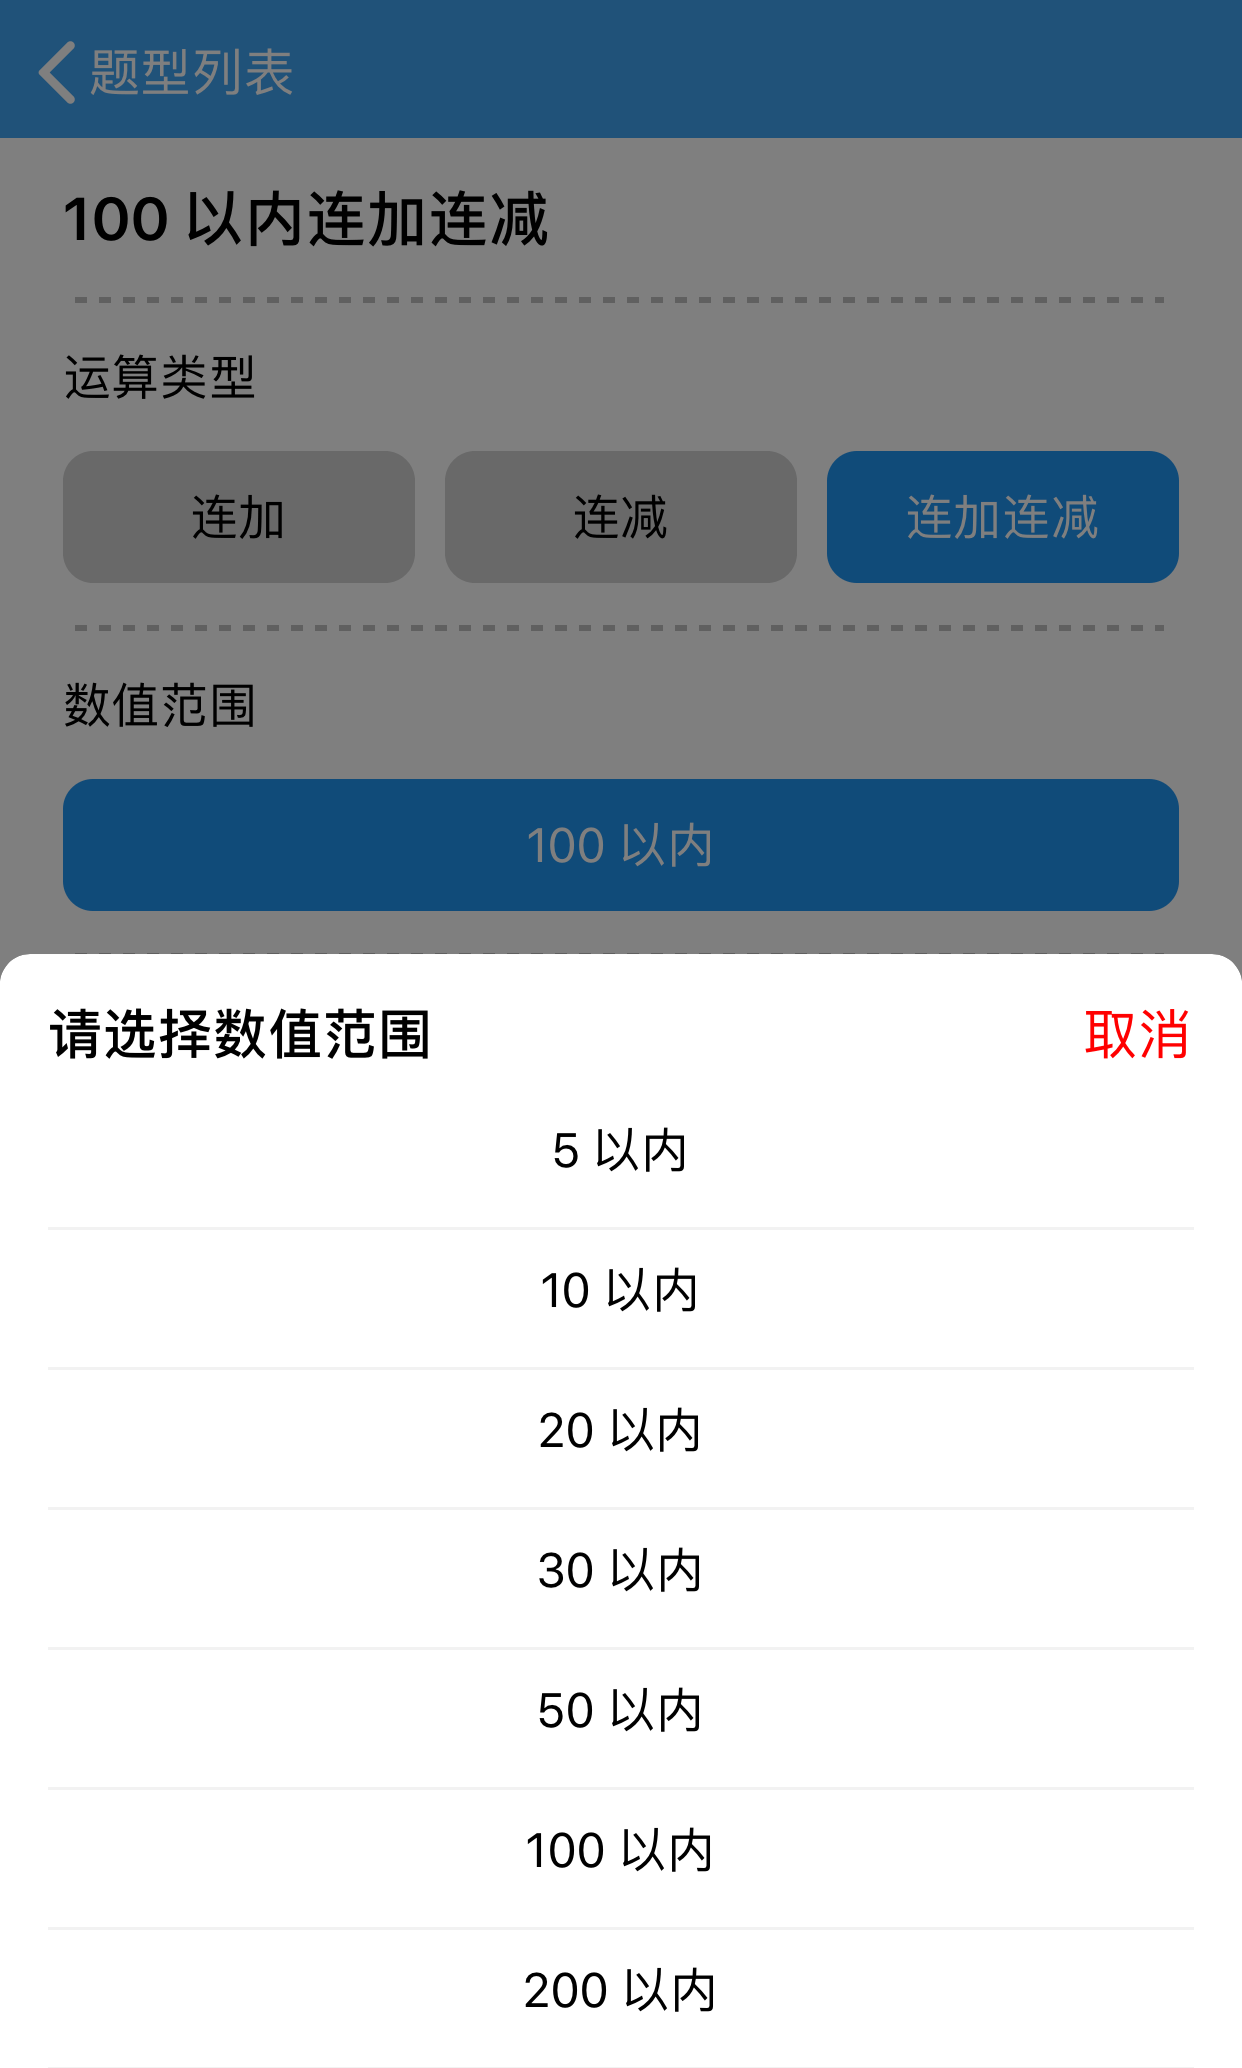 题型列表
100 以内连加连减
运算类型
连加
连减
连加连减
数值范围
100 以内
请选择数值范围
取消
5 以内
10 以内
20 以内
30 以内
50 以内
100 以内
200 以内